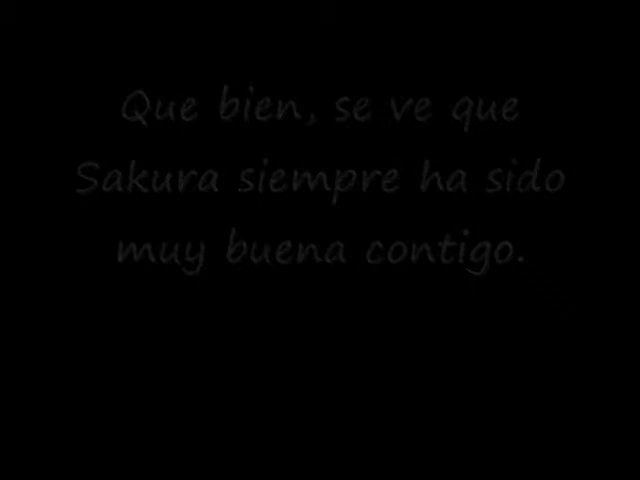 Que bien, se ve que
Sakura siempre ha sido
muy buena contigo.